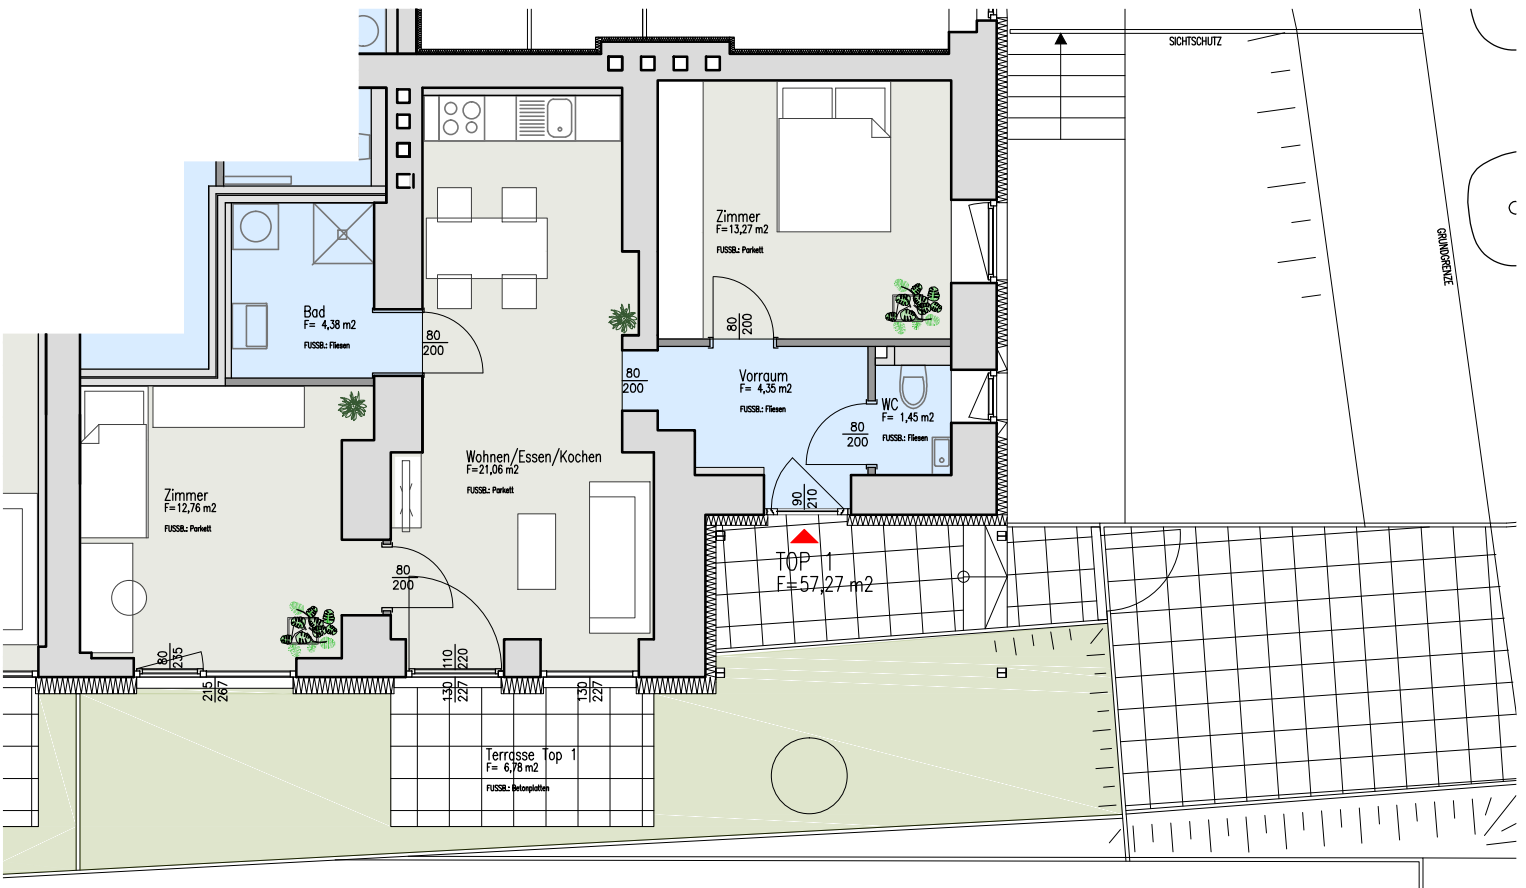 SICHTSCHUTZ
GRUNDGRENZE
Zimmer
F=13,27 m2
FUSSB.: Parkett
80
200
Bad
F= 4,38 m2
FUSSB.: Fliesen
80
200
Vorraum
F= 4,35 m2
FUSSB.: Fliesen
80
200
WC
F= 1,45 m2
FUSSB.: Fliesen
80
200
Wohnen/Essen/Kochen
F=21,06 m2
FUSSB.: Parkett
Zimmer
F=12,76 m2
FUSSB.: Parkett
90
210
TOP 1
F=57,27 m2
80
200
80
235
110
220
215
267
130
227
130
227
Terrasse Top 1
F= 6,78 m2
FUSSB.: Betonplatten